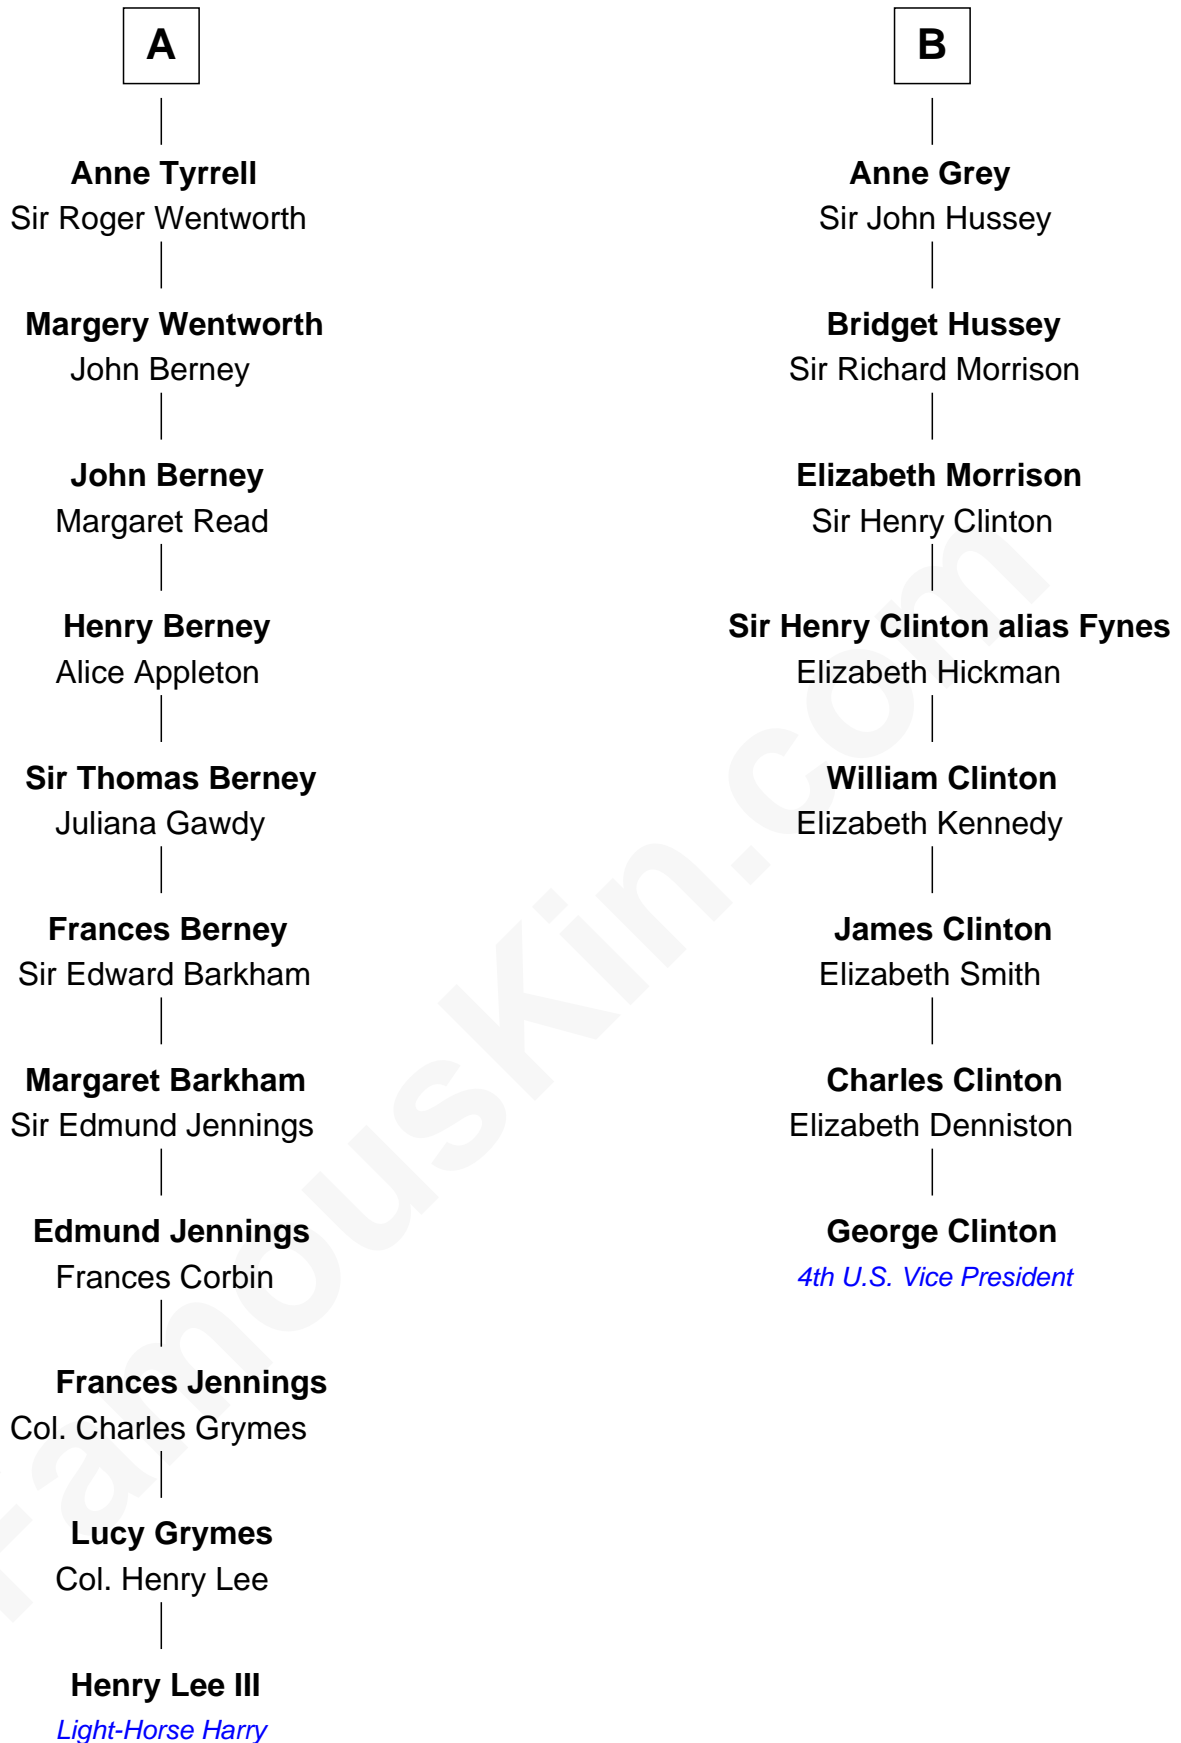 A
Anne Tyrrell
Sir Roger Wentworth
Margery Wentworth
John Berney
John Berney
Margaret Read
Henry Berney
Alice Appleton
Sir Thomas Berney
Juliana Gawdy
Frances Berney
Sir Edward Barkham
Margaret Barkham
Sir Edmund Jennings
Edmund Jennings
Frances Corbin
Frances Jennings
Col. Charles Grymes
Lucy Grymes
Col. Henry Lee
Henry Lee III
Light-Horse Harry
B
Anne Grey
Sir John Hussey
Bridget Hussey
Sir Richard Morrison
Elizabeth Morrison
Sir Henry Clinton
Sir Henry Clinton alias Fynes
Elizabeth Hickman
William Clinton
Elizabeth Kennedy
James Clinton
Elizabeth Smith
Charles Clinton
Elizabeth Denniston
George Clinton
4th U.S. Vice President
FamousKin.com